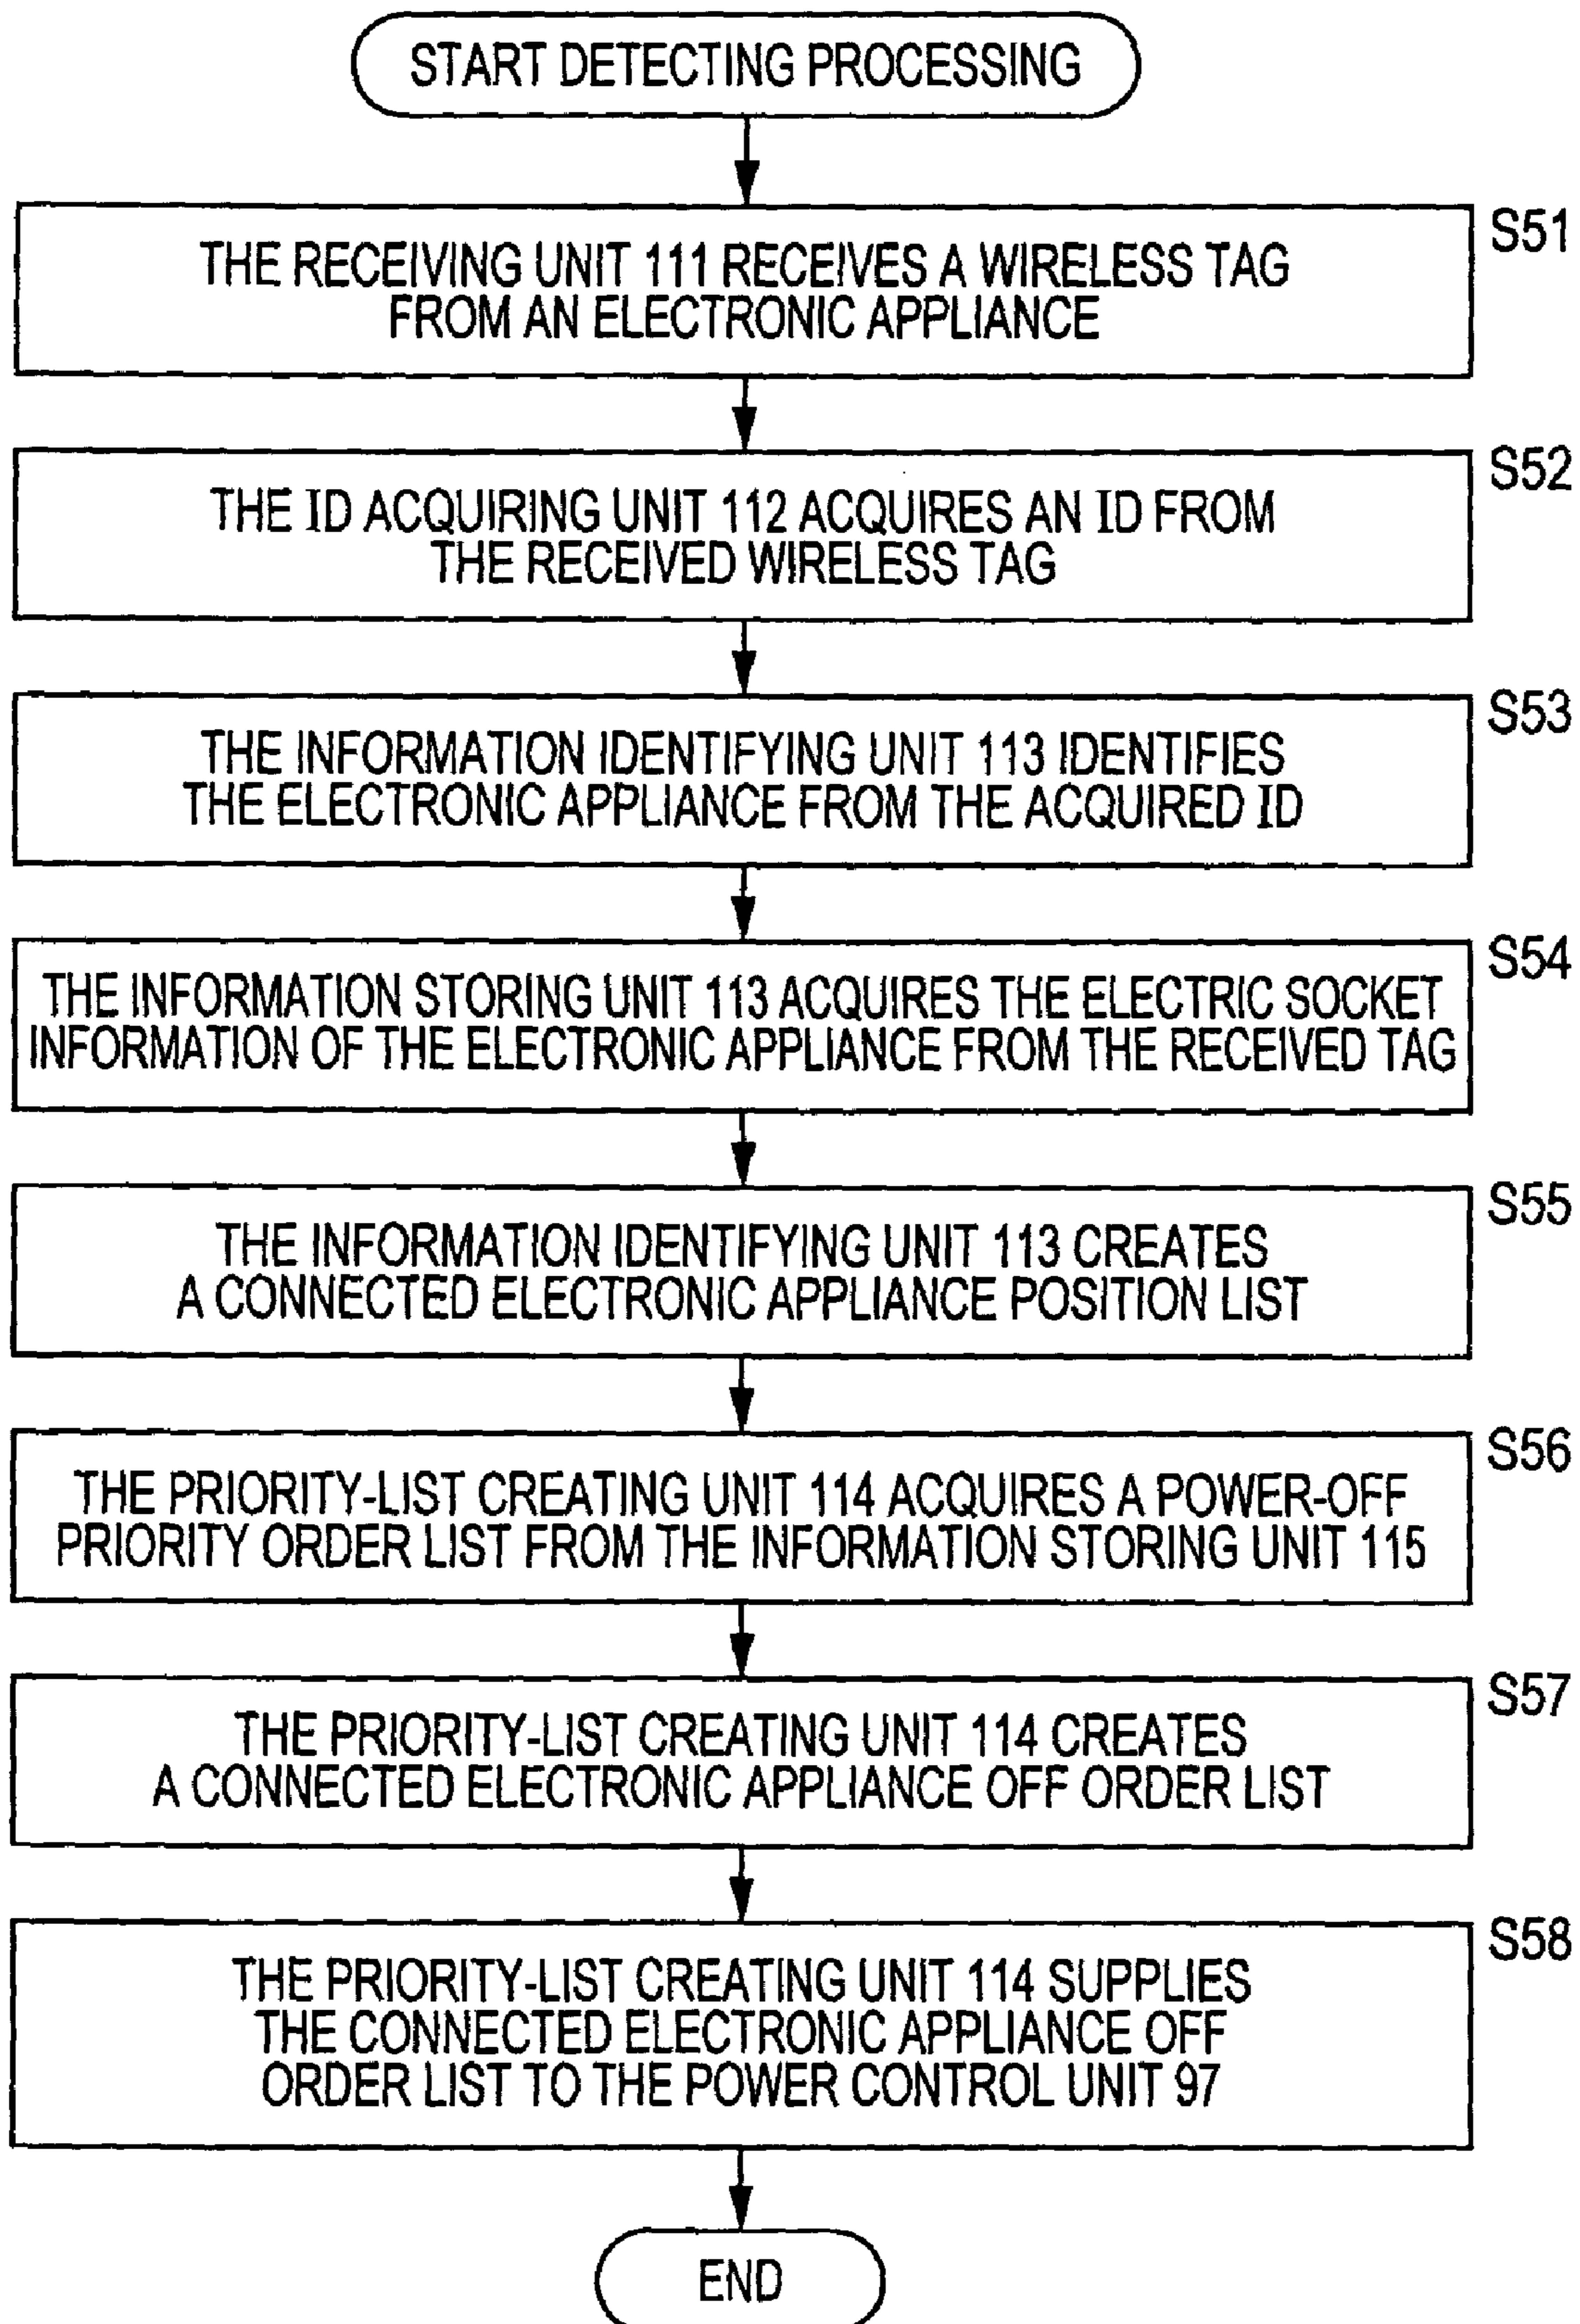 START DETECTING PROCESSING
S51
THE RECEIVING UNIT 111 RECEIVES A WIRELESS TAG
FROM AN ELECTRONIC APPLIANCE
S52
THE ID ACQUIRING UNIT 112 ACQUIRES AN ID FROM
THE RECEIVED WIRELESS TAG
S53
THE INFORMATION IDENTIFYING UNIT 113 IDENTIFIES
THE ELECTRONIC APPLIANCE FROM THE ACQUIRED ID
S54
THE INFORMATION STORING UNIT 113 ACQUIRES THE ELECTRIC SOCKET
INFORMATION OF THE ELECTRONIC APPLIANCE FROM THE RECEIVED TAG
S55
THE INFORMATION IDENTIFYING UNIT 113 CREATES
A CONNECTED ELECTRONIC APPLIANCE POSITION LIST
S56
THE PRIORITY-LIST CREATING UNIT 114 ACQUIRES A POWER-OFF
PRIORITY ORDER LIST FROM THE INFORMATION STORING UNIT 115
S57
THE PRIORITY-LIST CREATING UNIT 114 CREATES
A CONNECTED ELECTRONIC APPLIANCE OFF ORDER LIST
S58
THE PRIORITY-LIST CREATING UNIT 114 SUPPLIES
THE CONNECTED ELECTRONIC APPLIANCE OFF
ORDER LIST TO THE POWER CONTROL UNIT 97
END